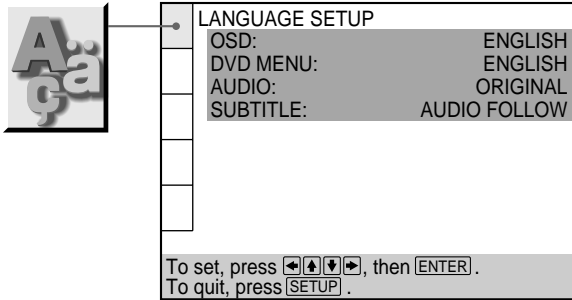 Aäç
LANGUAGE SETUP
OSD: ENGLISH
DVD MENU: ENGLISH
AUDIO: ORIGINAL
SUBTITLE: AUDIO FOLLOW
To set, press ←↑↓→, then ENTER.
To quit, press SETUP.